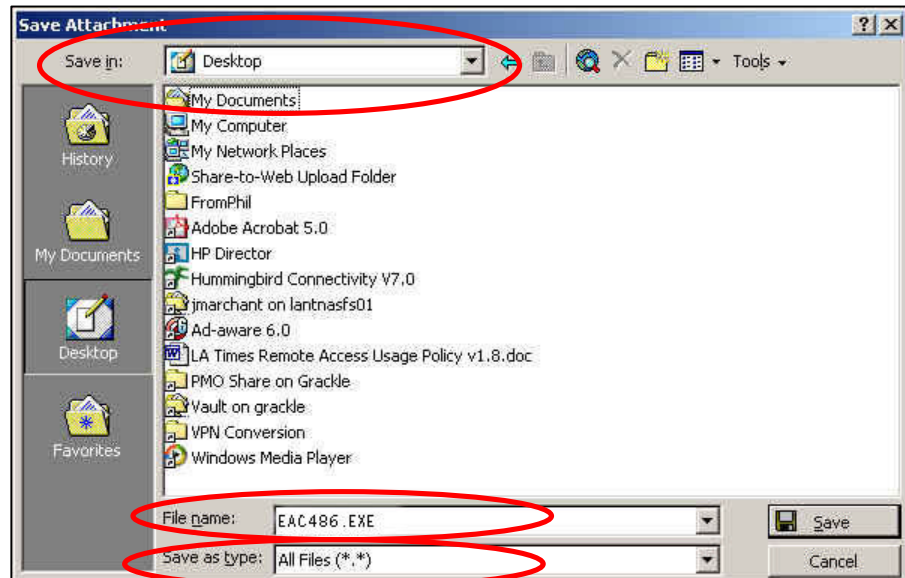 Save Attachment
Save in:
Desktop
Tools
History
My Documents
Desktop
Favorites
My Documents
My Computer
My Network Places
Share-to-Web Upload Folder
FromPhil
Adobe Acrobat 5.0
HP Director
Hummingbird Connectivity V7.0
jmarchant on lantnasfs01
Ad-aware 6.0
LA Times Remote Access Usage Policy v1.8.doc
PMO Share on Grackle
Vault on grackle
VPN Conversion
Windows Media Player
File name:
EAC486.EXE
Save
Save as type:
All Files (*.*)
Cancel